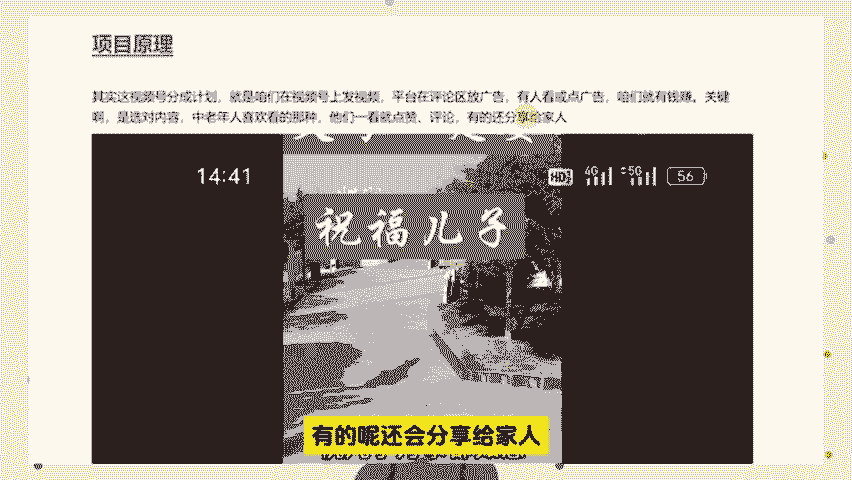 项目原理
其实这视频号分成计划，就是咱们在视频号上发视频，平台在评论区放广告，有人看或点广告，咱们就有钱赚。关键
啊，是选对内容，中老年人喜欢看的那种，他们一看就点赞、评论，有的还分享给家人
14:41
HD 4G 5G 56
祝福儿子
有的呢还会分享给家人